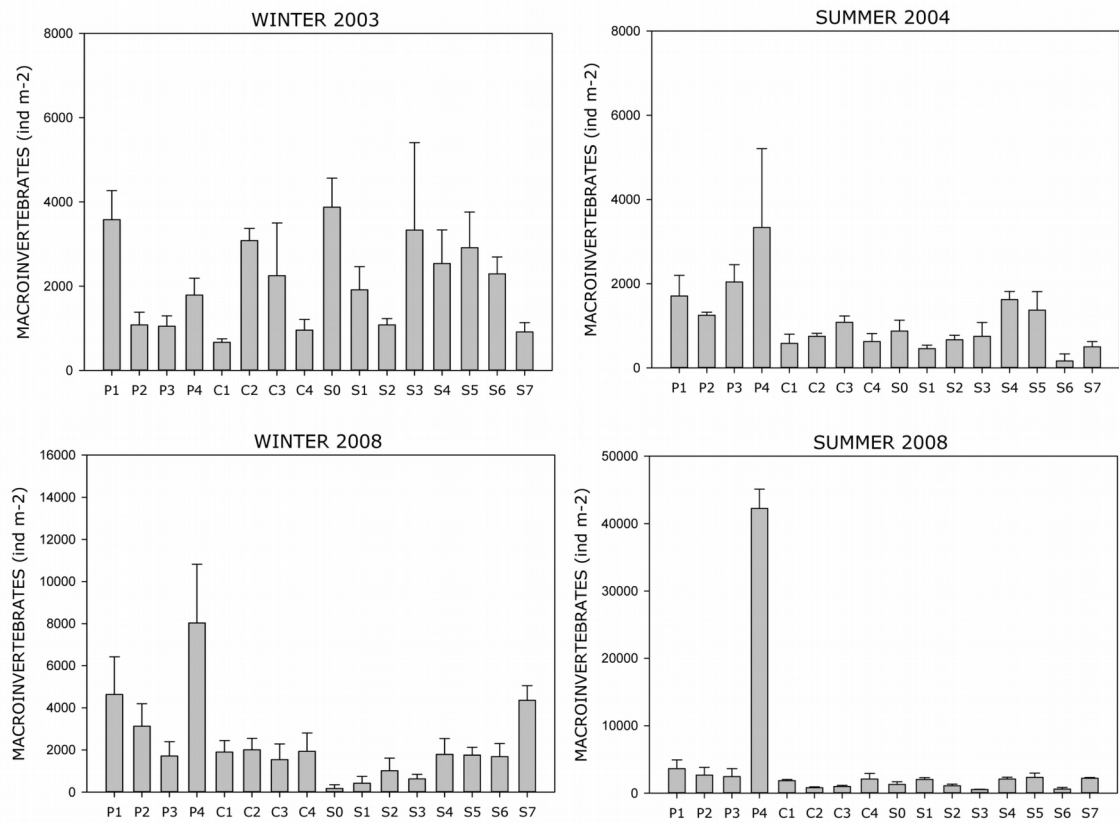 WINTER 2003
MACROINVERTEBRATES (ind m-2)
8000
6000
4000
2000
0
P1 P2 P3 P4 C1 C2 C3 C4 S0 S1 S2 S3 S4 S5 S6 S7
SUMMER 2004
MACROINVERTEBRATES (ind m-2)
8000
6000
4000
2000
0
P1 P2 P3 P4 C1 C2 C3 C4 S0 S1 S2 S3 S4 S5 S6 S7
WINTER 2008
MACROINVERTEBRATES (ind m-2)
16000
14000
12000
10000
8000
6000
4000
2000
0
P1 P2 P3 P4 C1 C2 C3 C4 S0 S1 S2 S3 S4 S5 S6 S7
SUMMER 2008
MACROINVERTEBRATES (ind m-2)
50000
40000
30000
20000
10000
0
P1 P2 P3 P4 C1 C2 C3 C4 S0 S1 S2 S3 S4 S5 S6 S7